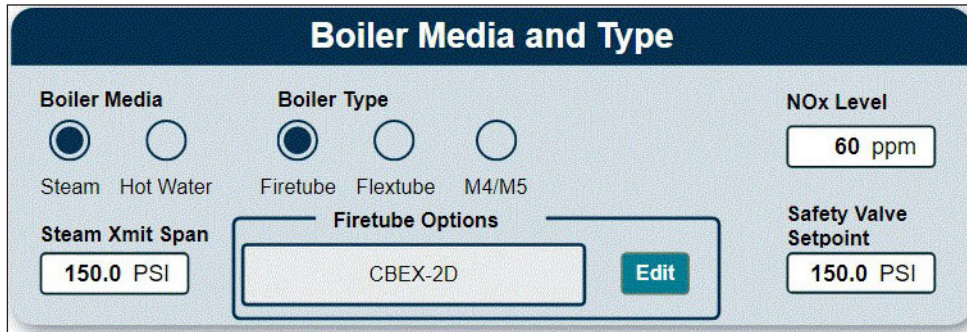 Boiler Media and Type
Boiler Media
Boiler Type
NOx Level
60 ppm
Steam
Hot Water
Firetube
Flextube
M4/M5
Steam Xmit Span
150.0 PSI
Firetube Options
CBEX-2D
Edit
Safety Valve
Setpoint
150.0 PSI